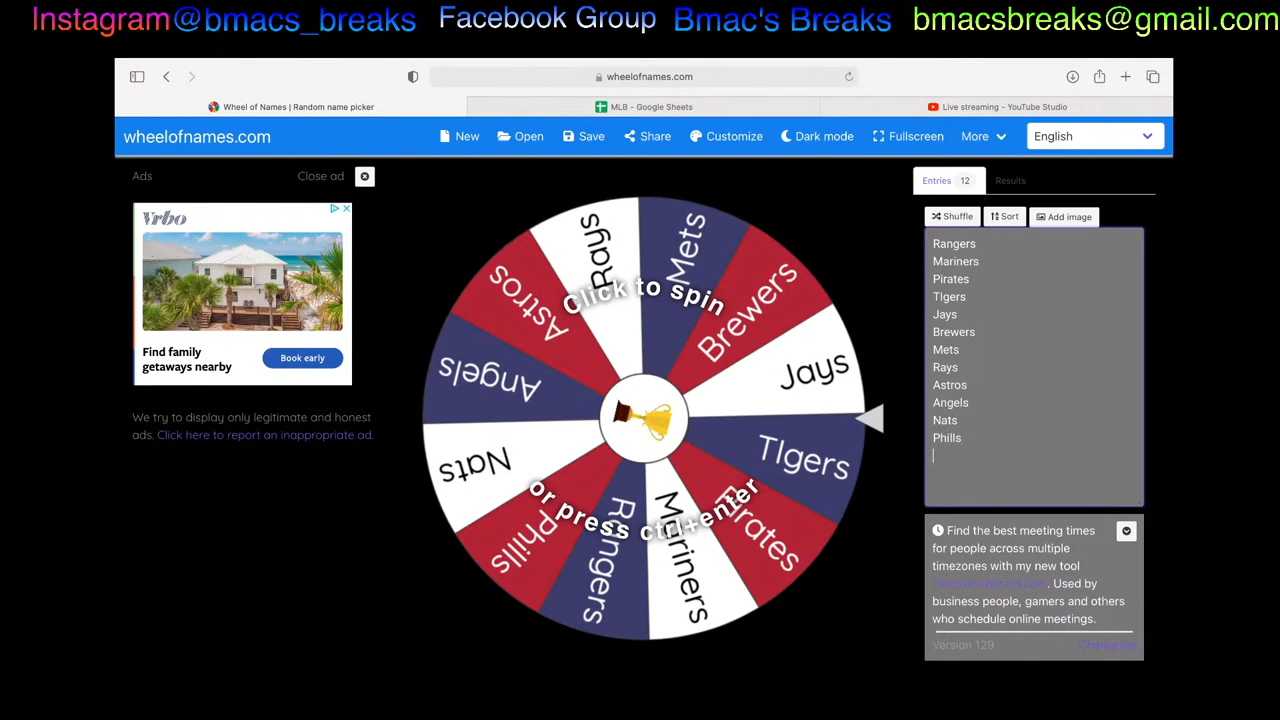 Instagram@bmacs_breaks Facebook Group Bmac's Breaks bmacsbreaks@gmail.com
wheelofnames.com
Wheel of Names | Random name picker MLB - Google Sheets Live streaming - YouTube Studio
wheelofnames.com New Open Save Share Customize Dark mode Fullscreen More English
Ads Close ad
Entries 12 Results
Vrbo
Find family
getaways nearby
Book early
We try to display only legitimate and honest
ads. Click here to report an inappropriate ad.
Rays
Mets
Brewers
Jays
TIgers
Pirates
Mariners
Rangers
Phills
Nats
Angels
Astros
Click to spin
or press ctrl+enter
Shuffle Sort Add image
Rangers
Mariners
Pirates
TIgers
Jays
Brewers
Mets
Rays
Astros
Angels
Nats
Phills
Find the best meeting times
for people across multiple
timezones with my new tool
TimezoneWizard.com. Used by
business people, gamers and others
who schedule online meetings.
Version 129 Changelog